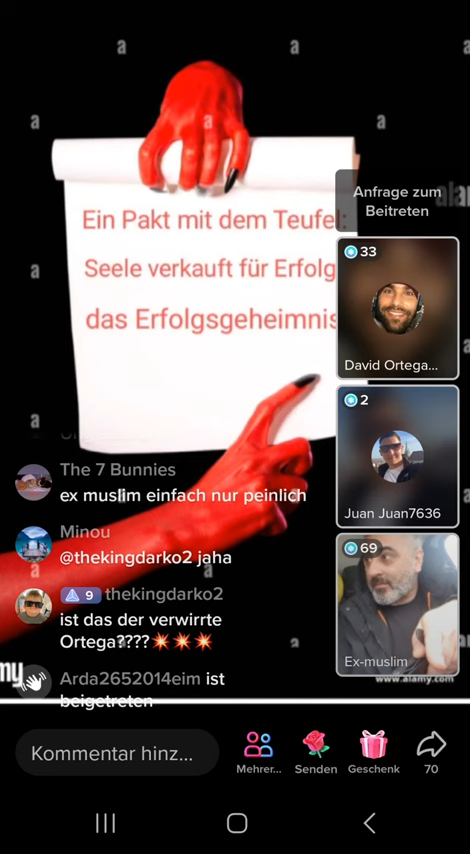 a
a
a
a
a
Anfrage zum
Beitreten
Ein Pakt mit dem Teufel:
Seele verkauft für Erfolg
das Erfolgsgeheimnis
a
33
David Ortega...
a
2
Juan Juan7636
69
Ex-muslim
The 7 Bunnies
ex muslim einfach nur peinlich
Minou
@thekingdarko2 jaha
a
a
9 thekingdarko2
ist das der verwirrte
Ortega????💥💥💥
a
Arda2652014eim ist
beigetreten
www.alamy.com
Kommentar hinz...
Mehrer...
Senden
Geschenk
70